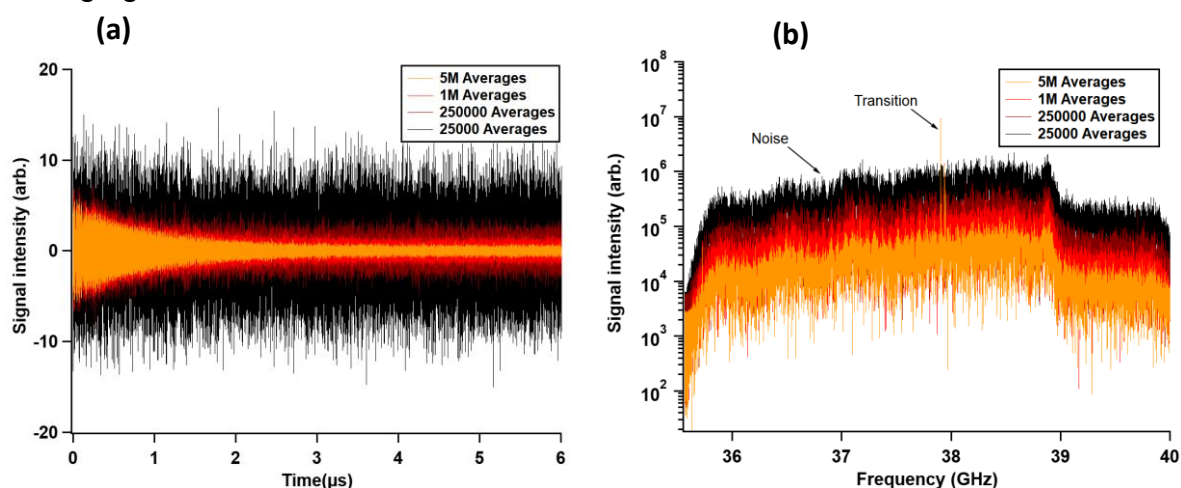 (a)
20
10
0
-10
-20
Signal intensity (arb.)
5M Averages
1M Averages
250000 Averages
25000 Averages
0 1 2 3 4 5 6
Time(μs)
(b)
10^8
10^7
10^6
10^5
10^4
10^3
10^2
Signal intensity (arb.)
5M Averages
1M Averages
250000 Averages
25000 Averages
Transition
Noise
36 37 38 39 40
Frequency (GHz)